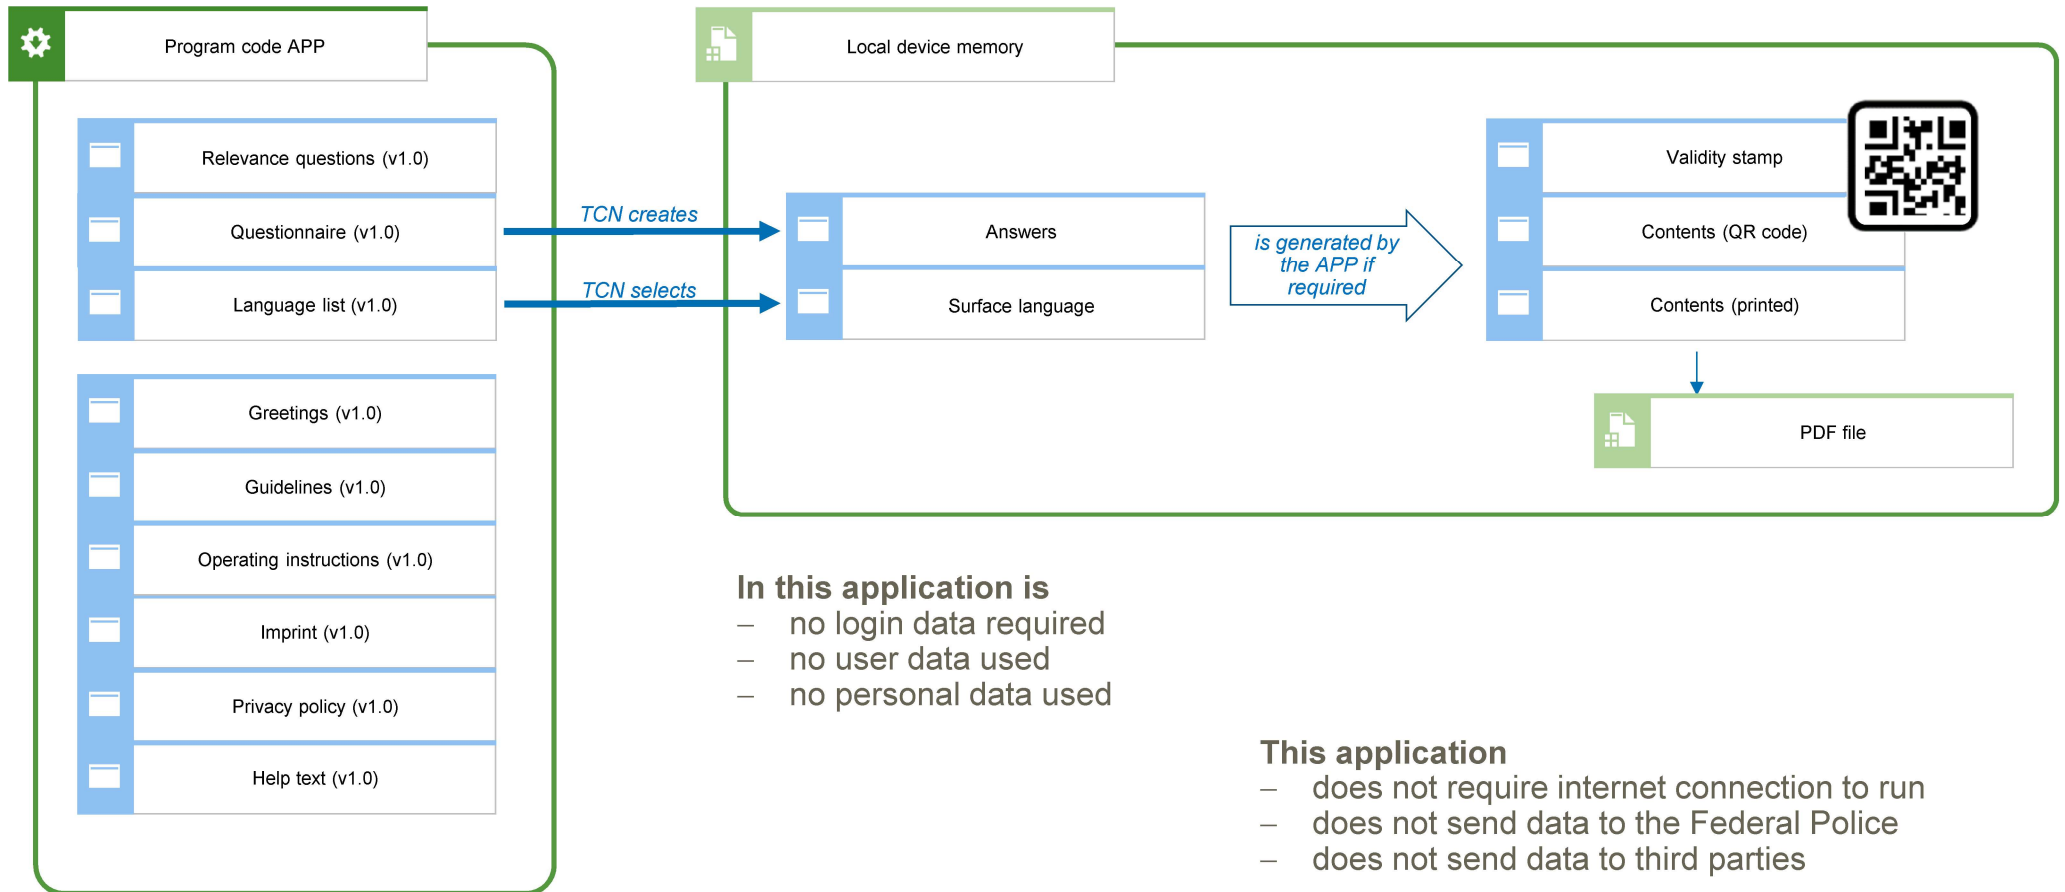 Program code APP
Relevance questions (v1.0)
Questionnaire (v1.0)
Language list (v1.0)
Greetings (v1.0)
Guidelines (v1.0)
Operating instructions (v1.0)
Imprint (v1.0)
Privacy policy (v1.0)
Help text (v1.0)
TCN creates
TCN selects
Local device memory
Answers
Surface language
is generated by
the APP if
required
Validity stamp
Contents (QR code)
Contents (printed)
PDF file
In this application is
– no login data required
– no user data used
– no personal data used
This application
– does not require internet connection to run
– does not send data to the Federal Police
– does not send data to third parties